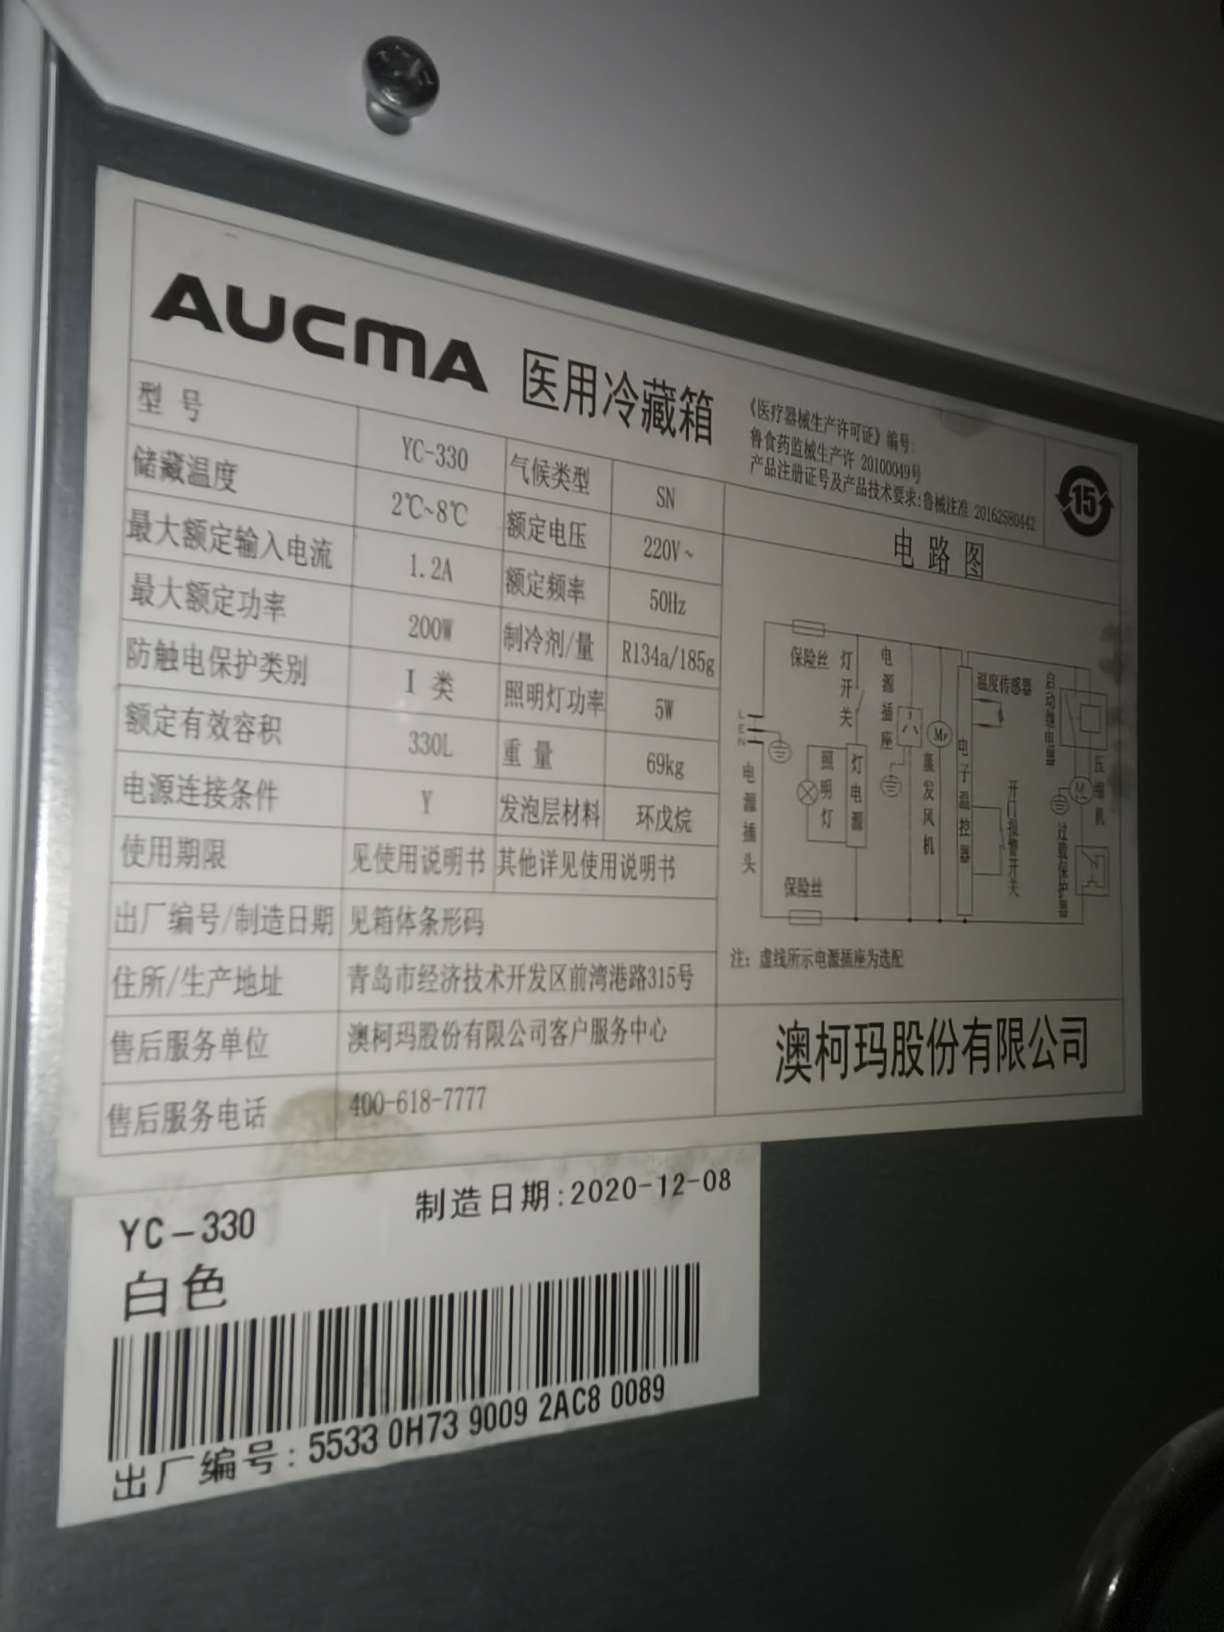 AUCMA 医用冷藏箱
《医疗器械生产许可证》编号:
鲁食药监械生产许 20100049号
产品注册证号及产品技术要求:鲁械注准 20162580442
15
型 号 YC-330 气候类型 SN
储藏温度 2℃~8℃ 额定电压 220V~
最大额定输入电流 1.2A 额定频率 50Hz
最大额定功率 200W 制冷剂/量 R134a/185g
防触电保护类别 I 类 照明灯功率 5W
额定有效容积 330L 重 量 69kg
电源连接条件 Y 发泡层材料 环戊烷
使用期限 见使用说明书 其他详见使用说明书
出厂编号/制造日期 见箱体条形码
住所/生产地址 青岛市经济技术开发区前湾港路315号
售后服务单位 澳柯玛股份有限公司客户服务中心
售后服务电话 400-618-7777
电路图
保险丝
灯开关
电源插座
温度传感器
启动继电器
L
E
N
电源插头
照明灯
灯电源
M
蒸发风机
电子温控器
开门报警开关
M
压缩机
过载保护器
保险丝
注: 虚线所示电源插座为选配
澳柯玛股份有限公司
YC-330 制造日期:2020-12-08
白色
出厂编号: 5533 0H73 9009 2AC8 0089